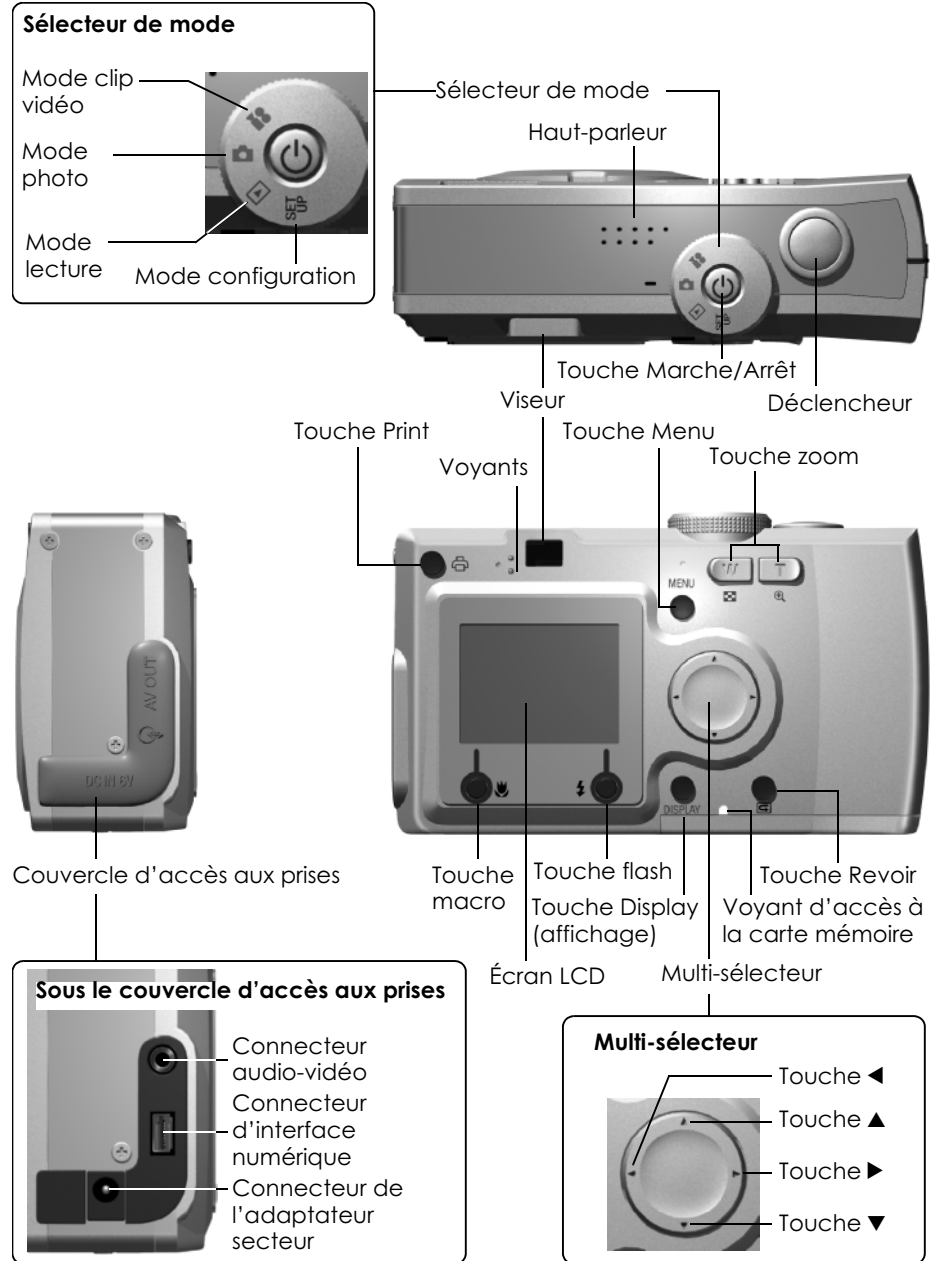 Sélecteur de mode
Mode clip
vidéo
Mode
photo
Mode
lecture
Mode configuration
SET
UP
Sélecteur de mode
Haut-parleur
SET
UP
Touche Marche/Arrêt
Viseur
Déclencheur
Touche Print
Touche Menu
Voyants
Touche zoom
MENU
W
T
AV OUT
DC IN 6V
DISPLAY
Couvercle d’accès aux prises
Touche
macro
Touche flash
Touche Display
(affichage)
Touche Revoir
Voyant d’accès à
la carte mémoire
Écran LCD
Multi-sélecteur
Sous le couvercle d’accès aux prises
Connecteur
audio-vidéo
Connecteur
d’interface
numérique
Connecteur de
l’adaptateur
secteur
Multi-sélecteur
Touche ◀
Touche ▲
Touche ▶
Touche ▼